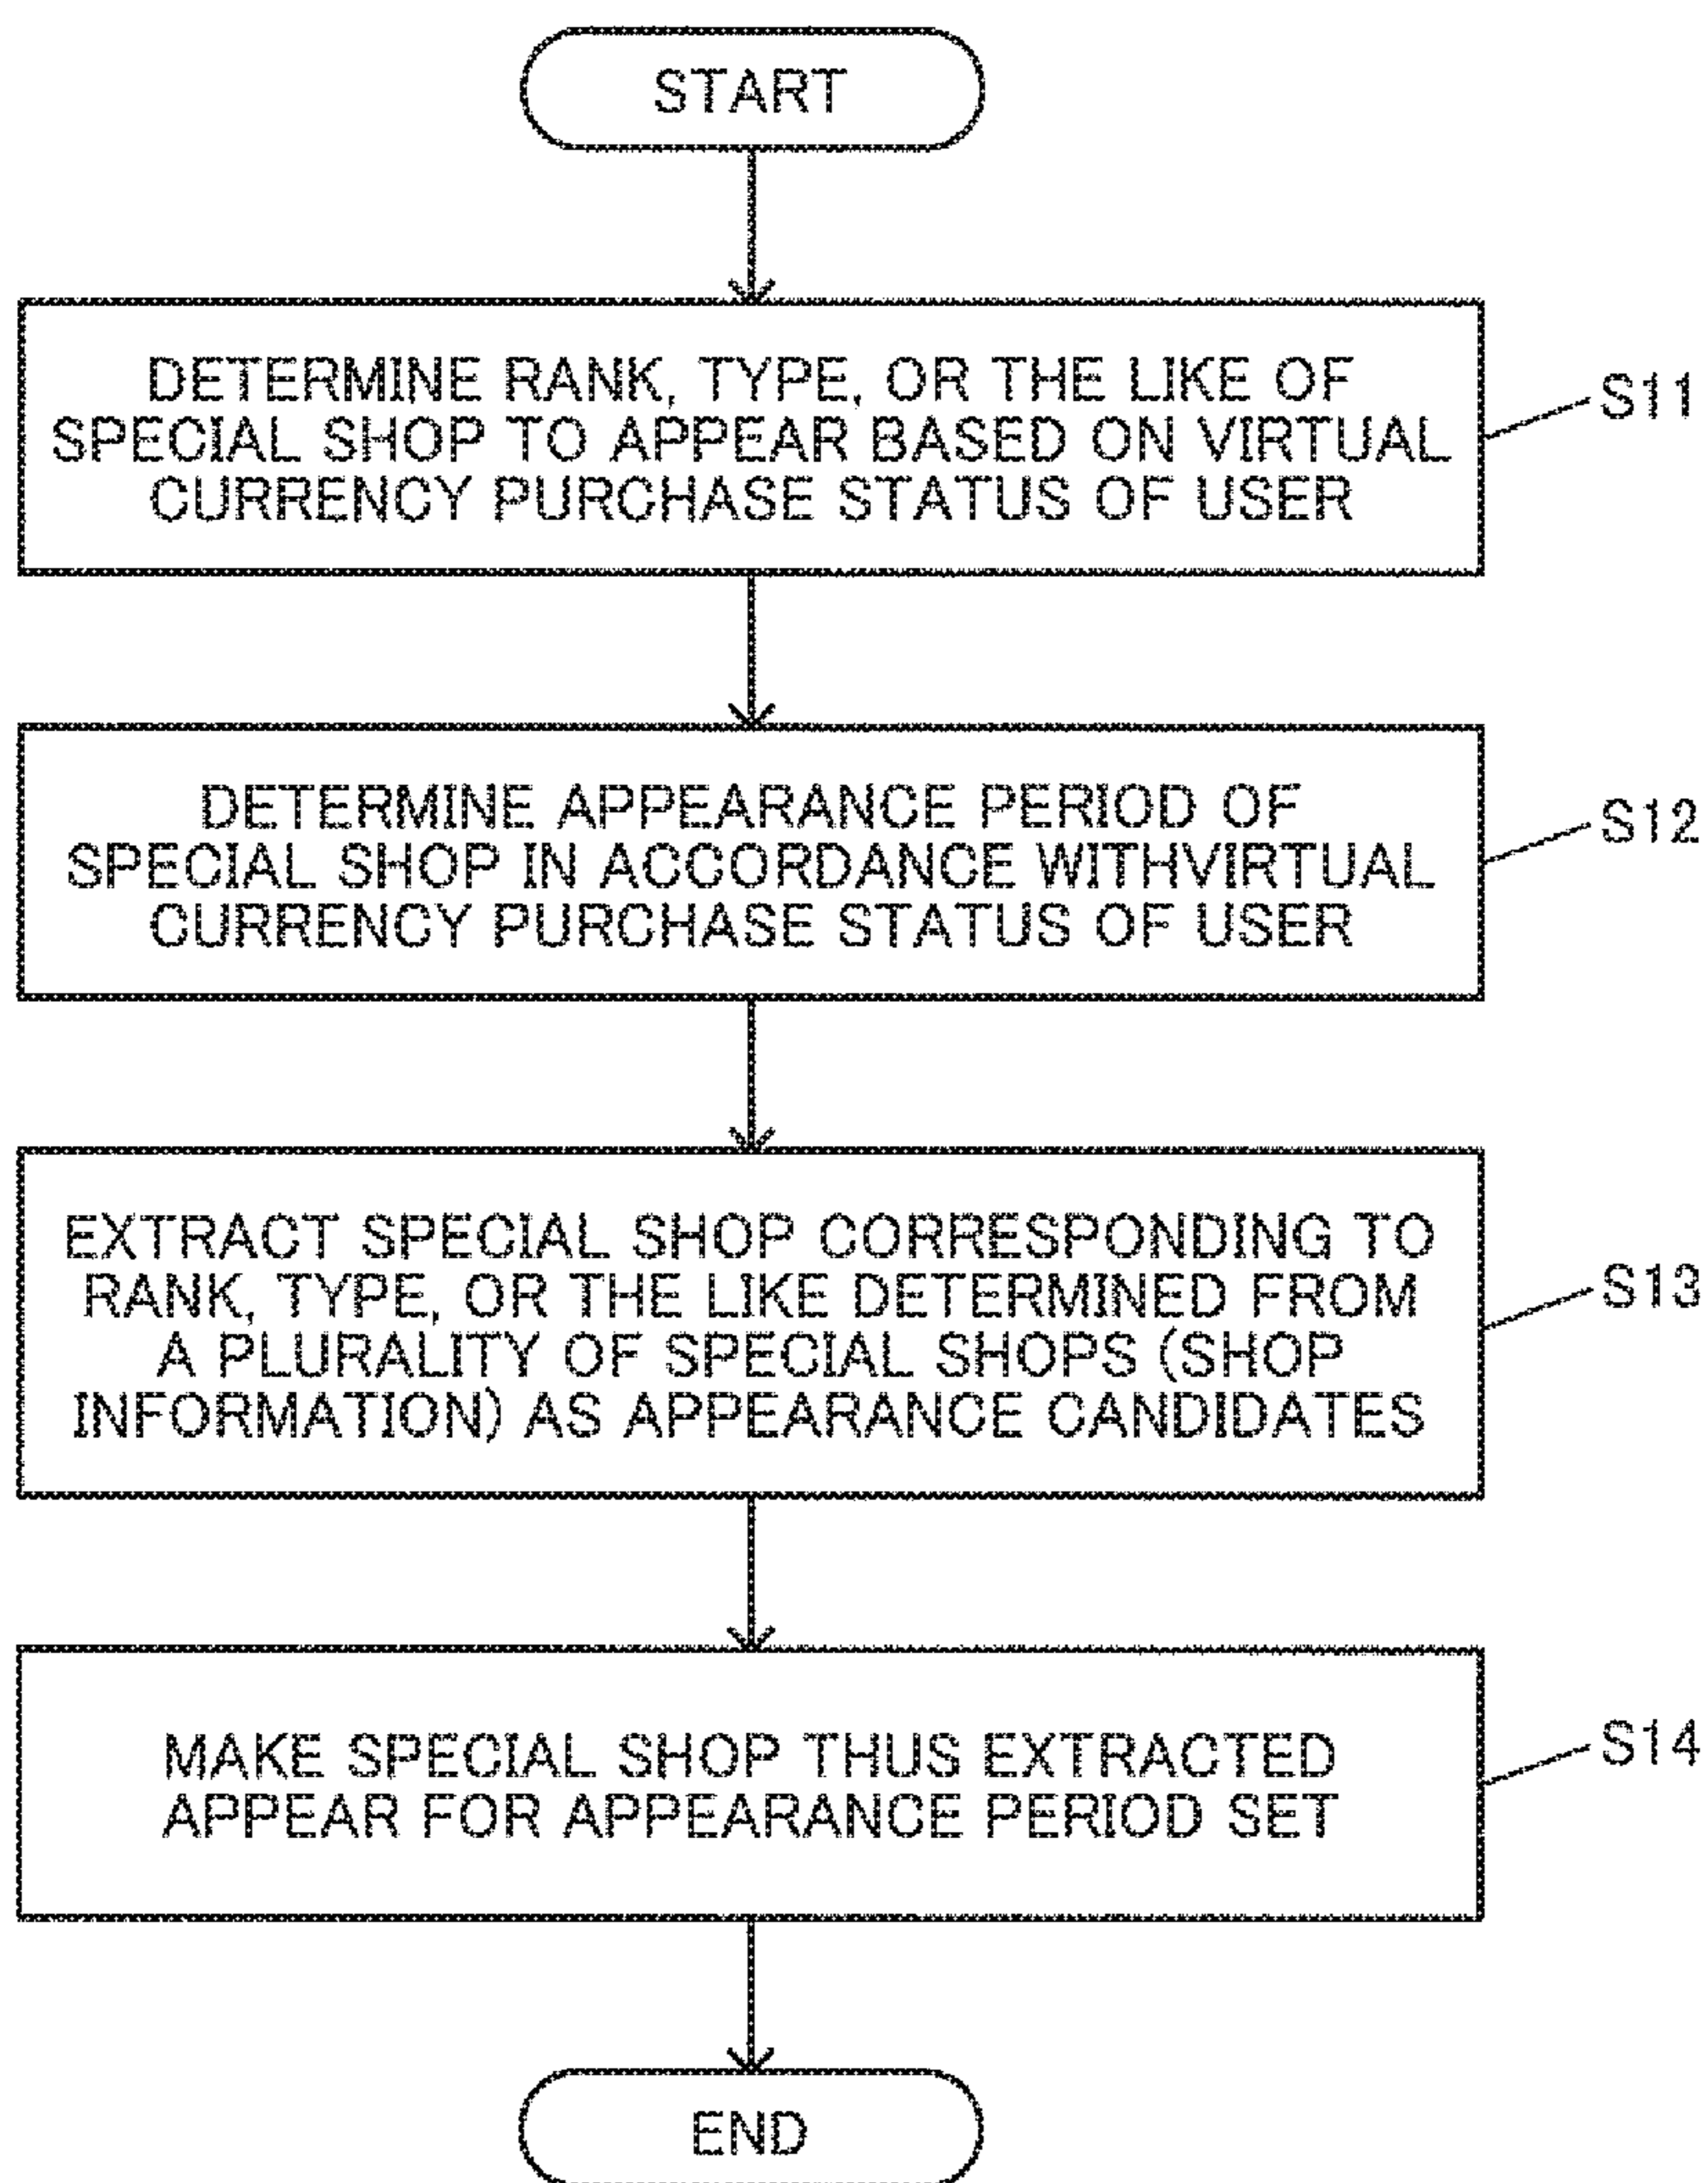 START
DETERMINE RANK, TYPE, OR THE LIKE OF
SPECIAL SHOP TO APPEAR BASED ON VIRTUAL
CURRENCY PURCHASE STATUS OF USER
S11
DETERMINE APPEARANCE PERIOD OF
SPECIAL SHOP IN ACCORDANCE WITHVIRTUAL
CURRENCY PURCHASE STATUS OF USER
S12
EXTRACT SPECIAL SHOP CORRESPONDING TO
RANK, TYPE, OR THE LIKE DETERMINED FROM
A PLURALITY OF SPECIAL SHOPS (SHOP
INFORMATION) AS APPEARANCE CANDIDATES
S13
MAKE SPECIAL SHOP THUS EXTRACTED
APPEAR FOR APPEARANCE PERIOD SET
S14
END